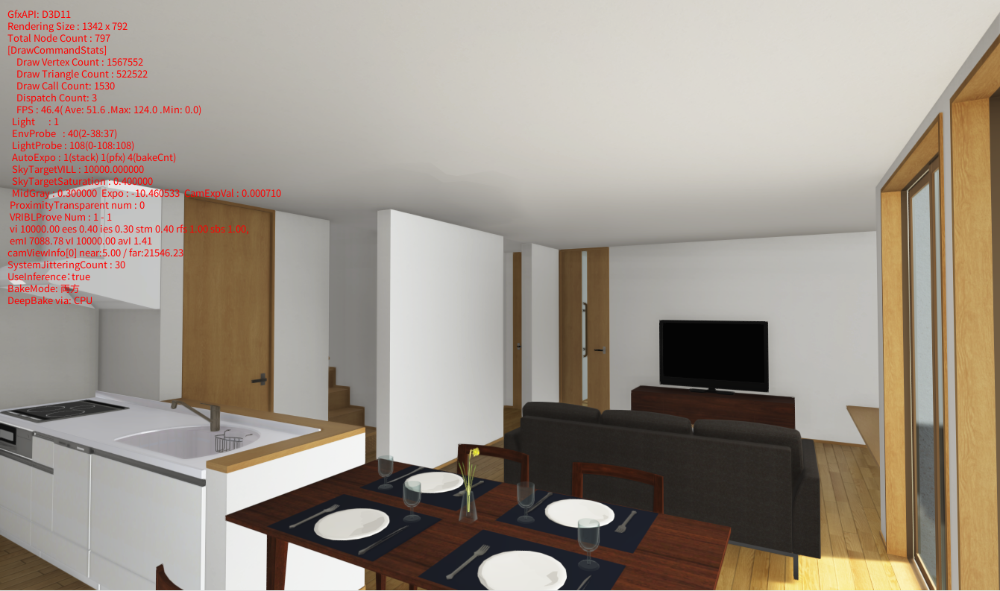 GfxAPI: D3D11
Rendering Size : 1342 x 792
Total Node Count : 797
[DrawCommandStats]
Draw Vertex Count : 1567552
Draw Triangle Count : 522522
Draw Call Count: 1530
Dispatch Count: 3
FPS : 46.4( Ave: 51.6 .Max: 124.0 .Min: 0.0)
Light : 1
EnvProbe : 40(2-38:37)
LightProbe : 108(0-108:108)
AutoExpo : 1(stack) 1(pfx) 4(bakeCnt)
SkyTargetVILL : 10000.000000
SkyTargetSaturation : 0.400000
MidGray : 0.300000 Expo : -10.460533 CamExpVal : 0.000710
ProximityTransparent num : 0
VRIBLProve Num : 1 - 1
vi 10000.00 ees 0.40 ies 0.30 stm 0.40 rfs 1.00 sbs 1.00,
emI 7088.78 vI 10000.00 avI 1.41
camViewInfo[0] near:5.00 / far:21546.23
SystemJitteringCount : 30
UseInference：true
BakeMode: 両方
DeepBake via: CPU